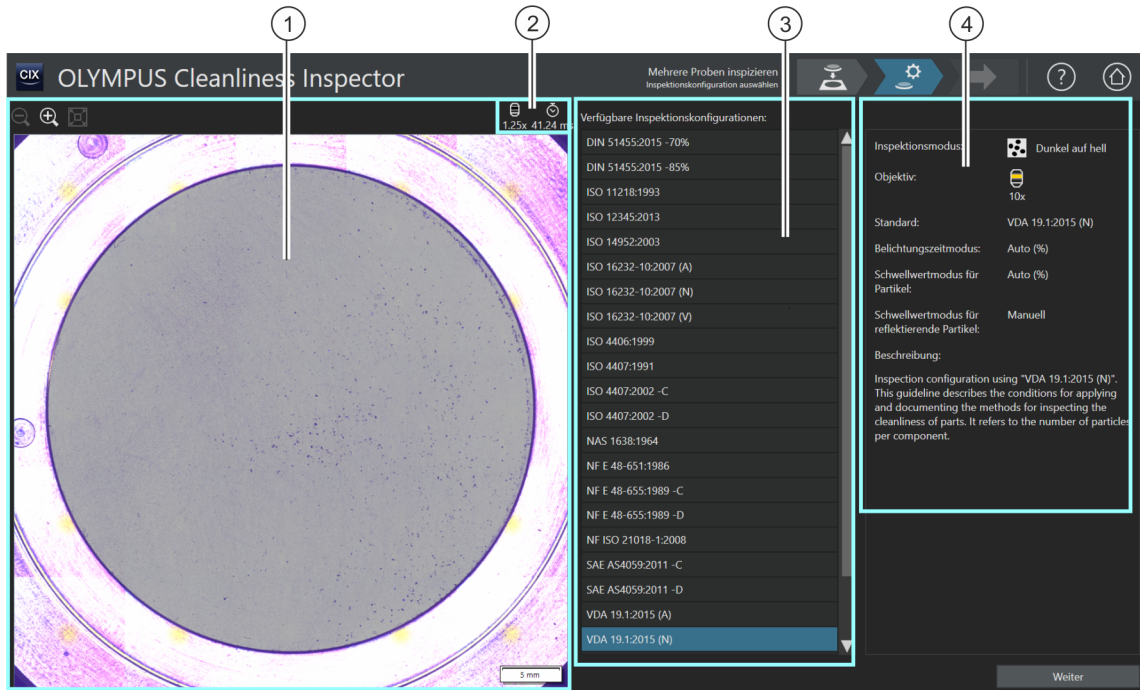 1
2
3
4
CIX
OLYMPUS Cleanliness Inspector
Mehrere Proben inspizieren
Inspektionskonfiguration auswählen
?
1.25x 41.24 ms
Verfügbare Inspektionskonfigurationen:
DIN 51455:2015 -70%
DIN 51455:2015 -85%
ISO 11218:1993
ISO 12345:2013
ISO 14952:2003
ISO 16232-10:2007 (A)
ISO 16232-10:2007 (N)
ISO 16232-10:2007 (V)
ISO 4406:1999
ISO 4407:1991
ISO 4407:2002 -C
ISO 4407:2002 -D
NAS 1638:1964
NF E 48-651:1986
NF E 48-655:1989 -C
NF E 48-655:1989 -D
NF ISO 21018-1:2008
SAE AS4059:2011 -C
SAE AS4059:2011 -D
VDA 19.1:2015 (A)
VDA 19.1:2015 (N)
Inspektionsmodus: Dunkel auf hell
Objektiv:
10x
Standard: VDA 19.1:2015 (N)
Belichtungszeitmodus: Auto (%)
Schwellwertmodus für Auto (%)
Partikel:
Schwellwertmodus für Manuell
reflektierende Partikel:
Beschreibung:
Inspection configuration using "VDA 19.1:2015 (N)".
This guideline describes the conditions for applying
and documenting the methods for inspecting the
cleanliness of parts. It refers to the number of particles
per component.
5 mm
Weiter